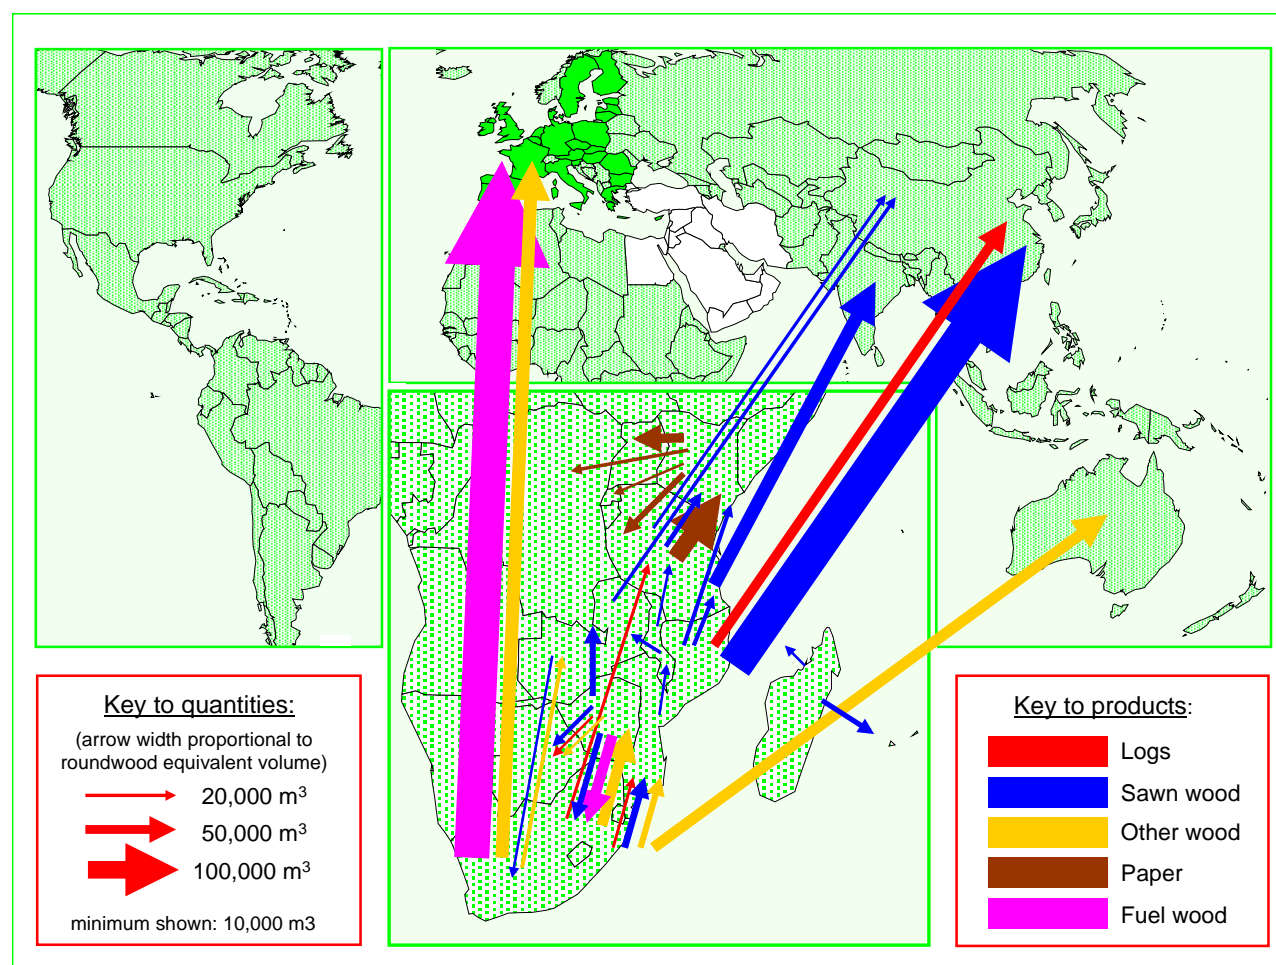 Key to quantities:
(arrow width proportional to
roundwood equivalent volume)
20,000 m³
50,000 m³
100,000 m³
minimum shown: 10,000 m3
Key to products:
Logs
Sawn wood
Other wood
Paper
Fuel wood